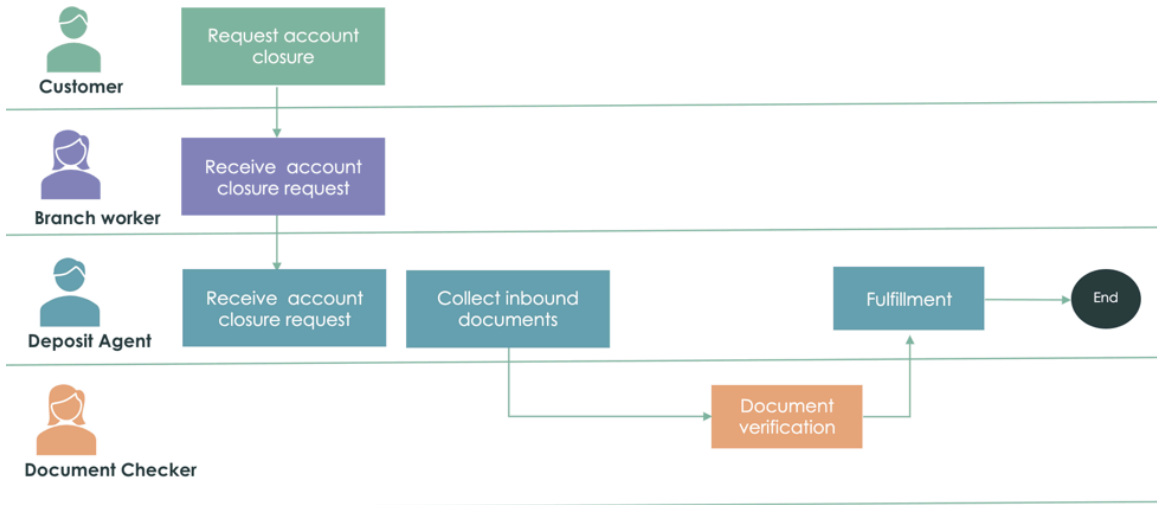 Request account
closure
Customer
Receive account
closure request
Branch worker
Receive account
closure request
Collect inbound
documents
Fulfillment
End
Deposit Agent
Document
verification
Document Checker